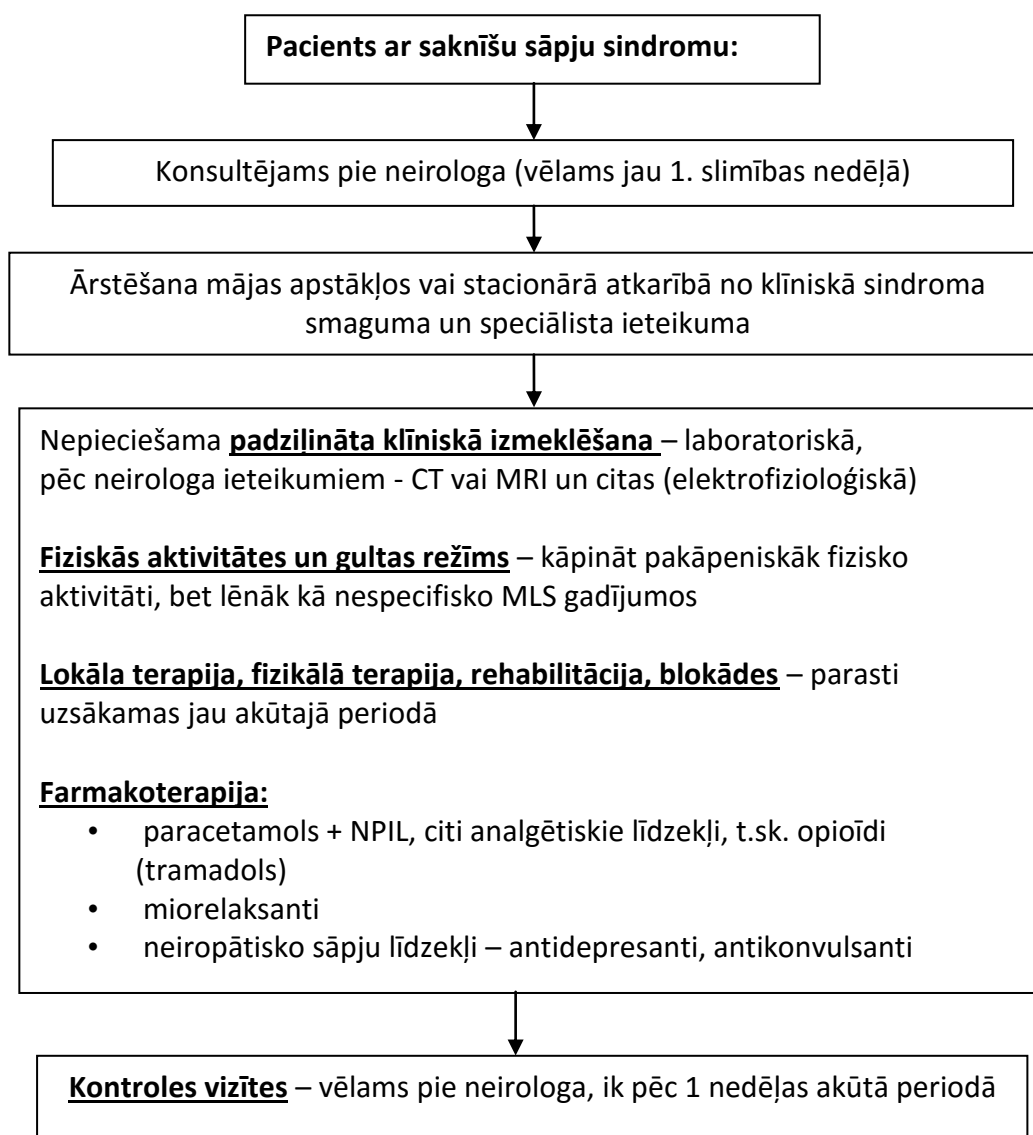 Pacients ar saknīšu sāpju sindromu:
Konsultējams pie neirologa (vēlams jau 1. slimības nedēļā)
Ārstēšana mājas apstākļos vai stacionārā atkarībā no klīniskā sindroma
smaguma un speciālista ieteikuma
Nepieciešama padziļināta klīniskā izmeklēšana – laboratoriskā,
pēc neirologa ieteikumiem - CT vai MRI un citas (elektrofizioloģiskā)
Fiziskās aktivitātes un gultas režīms – kāpināt pakāpeniskāk fizisko
aktivitāti, bet lēnāk kā nespecifisko MLS gadījumos
Lokāla terapija, fizikālā terapija, rehabilitācija, blokādes – parasti
uzsākamas jau akūtajā periodā
Farmakoterapija:
• paracetamols + NPIL, citi analgētiskie līdzekļi, t.sk. opioīdi
(tramadols)
• miorelaksanti
• neiropātisko sāpju līdzekļi – antidepresanti, antikonvulsanti
Kontroles vizītes – vēlams pie neirologa, ik pēc 1 nedēļas akūtā periodā